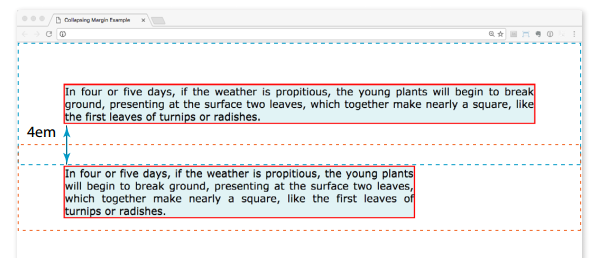 Collapsing Margin Example
In four or five days, if the weather is propitious, the young plants will begin to break
ground, presenting at the surface two leaves, which together make nearly a square, like
the first leaves of turnips or radishes.
4em
In four or five days, if the weather is propitious, the young plants
will begin to break ground, presenting at the surface two leaves,
which together make nearly a square, like the first leaves of
turnips or radishes.